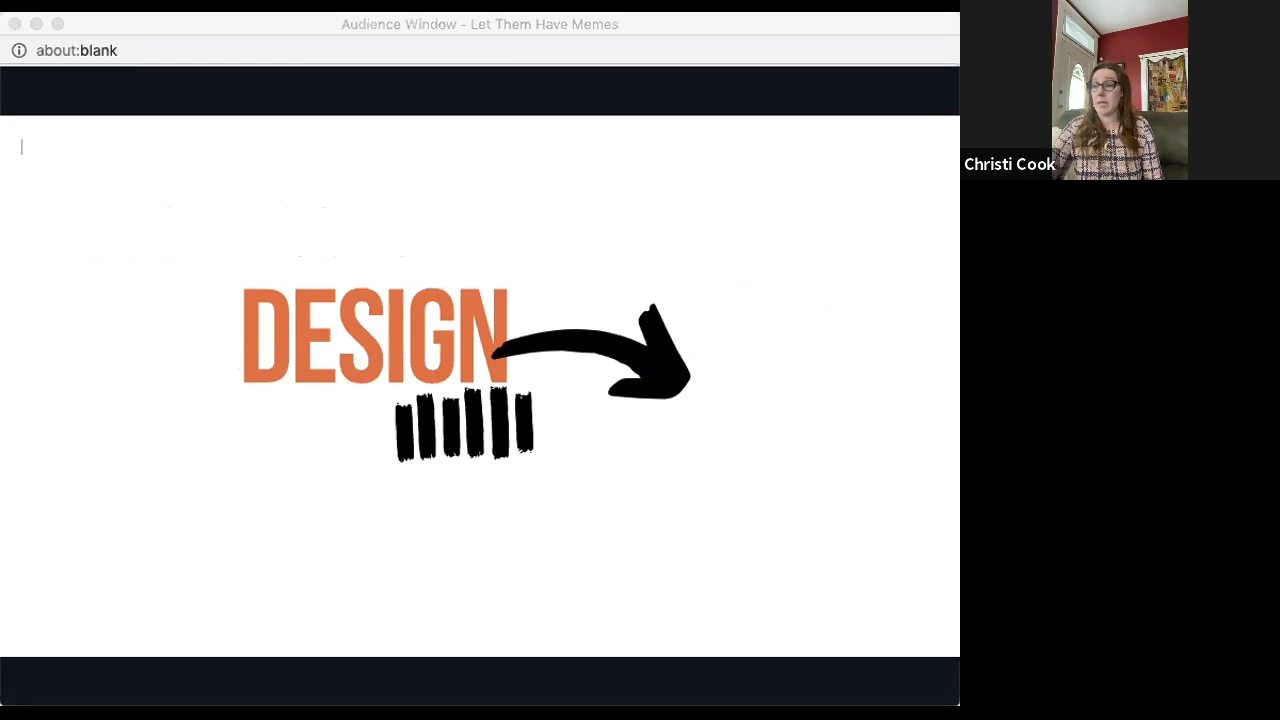 Audience Window - Let Them Have Memes
about:blank
DESIGN
Christi Cook